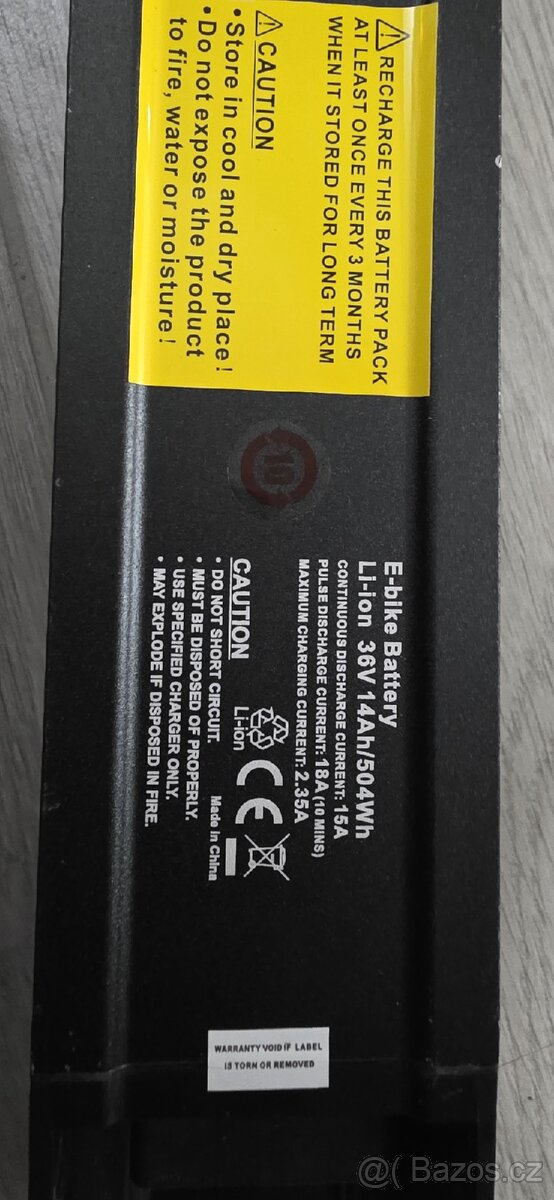 ⚠RECHARGE THIS BATTERY PACK
AT LEAST ONCE EVERY 3 MONTHS
WHEN IT STORED FOR LONG TERM
⚠CAUTION
•Store in cool and dry place!
•Do not expose the product
to fire, water or moisture!
10
E-bike Battery
Li-ion 36V 14Ah/504Wh
CONTINUOUS DISCHARGE CURRENT: 15A
PULSE DISCHARGE CURRENT: 18A (10 MINS)
MAXIMUM CHARGING CURRENT: 2.35A
Li-ion
CE
CAUTION
• DO NOT SHORT CIRCUIT.
• MUST BE DISPOSED OF PROPERLY.
• USE SPECIFIED CHARGER ONLY.
• MAY EXPLODE IF DISPOSED IN FIRE.
Made in China
WARRANTY VOID IF LABEL
IS TORN OR REMOVED
@( Bazos.cz